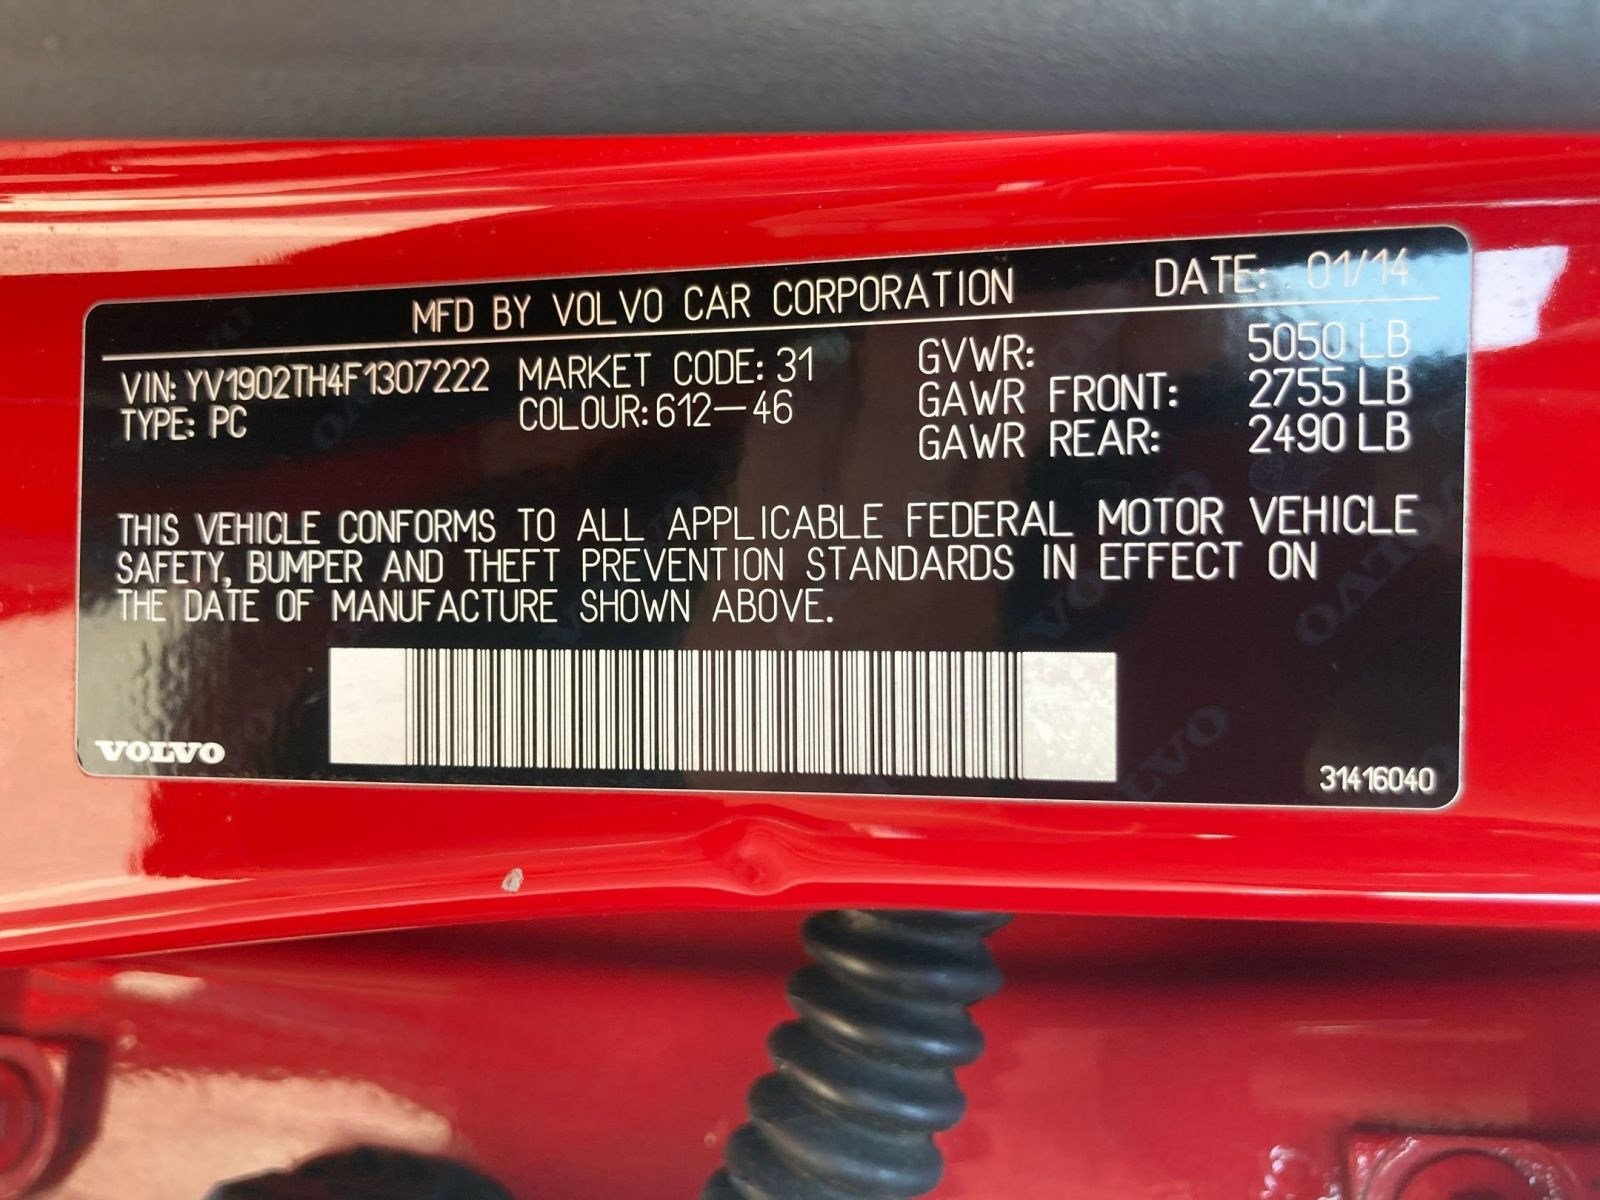 MFD BY VOLVO CAR CORPORATION DATE: 01/14
VIN: YV1902TH4F1307222 MARKET CODE: 31 GVWR: 5050 LB
TYPE: PC COLOUR: 612-46 GAWR FRONT: 2755 LB
GAWR REAR: 2490 LB
THIS VEHICLE CONFORMS TO ALL APPLICABLE FEDERAL MOTOR VEHICLE
SAFETY, BUMPER AND THEFT PREVENTION STANDARDS IN EFFECT ON
THE DATE OF MANUFACTURE SHOWN ABOVE.
VOLVO
31416040